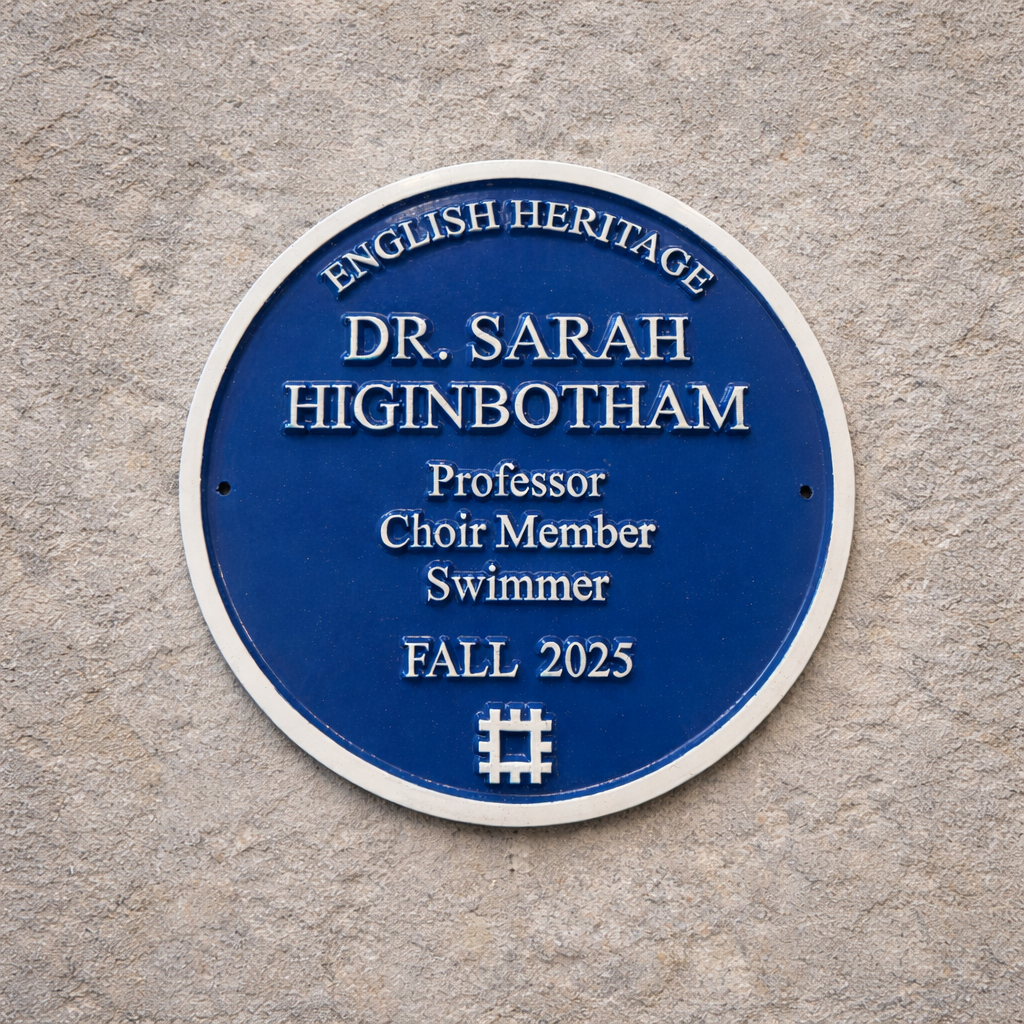 ENGLISH HERITAGE
DR. SARAH
HIGINBOTHAM
Professor
Choir Member
Swimmer
FALL 2025